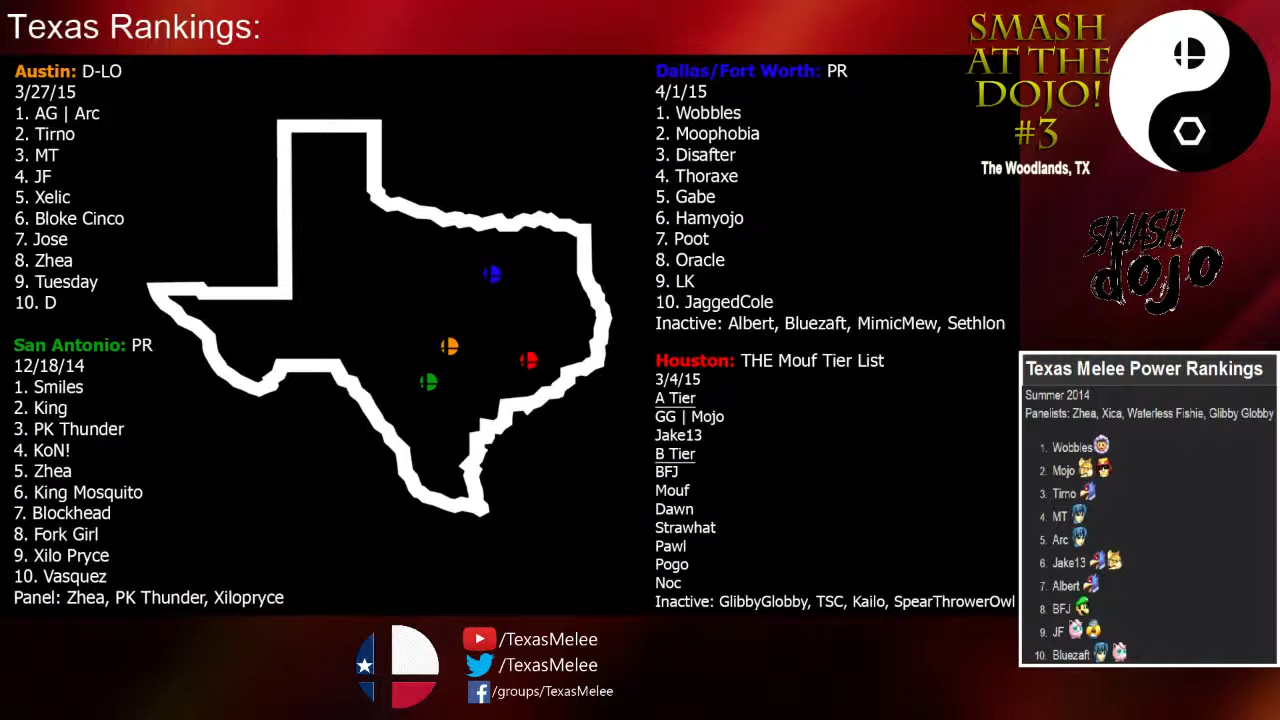 Texas Rankings:
Austin: D-LO
3/27/15
1. AG | Arc
2. Tirno
3. MT
4. JF
5. Xelic
6. Bloke Cinco
7. Jose
8. Zhea
9. Tuesday
10. D
San Antonio: PR
12/18/14
1. Smiles
2. King
3. PK Thunder
4. KoN!
5. Zhea
6. King Mosquito
7. Blockhead
8. Fork Girl
9. Xilo Pryce
10. Vasquez
Panel: Zhea, PK Thunder, Xilopryce
Dallas/Fort Worth: PR
4/1/15
1. Wobbles
2. Moophobia
3. Disafter
4. Thoraxe
5. Gabe
6. Hamyojo
7. Poot
8. Oracle
9. LK
10. JaggedCole
Inactive: Albert, Bluezaft, MimicMew, Sethlon
Houston: THE Mouf Tier List
3/4/15
A Tier
GG | Mojo
Jake13
B Tier
BFJ
Mouf
Dawn
Strawhat
Pawl
Pogo
Noc
Inactive: GlibbyGlobby, TSC, Kailo, SpearThrowerOwl
SMASH
AT THE
DOJO!
#3
The Woodlands, TX
SMASH
dojo
Texas Melee Power Rankings
Summer 2014
Panelists: Zhea, Xica, Waterless Fishie, Glibby Globby
1. Wobbles
2. Mojo
3. Tirno
4. MT
5. Arc
6. Jake13
7. Albert
8. BFJ
9. JF
10. Bluezaft
/TexasMelee
/TexasMelee
/groups/TexasMelee